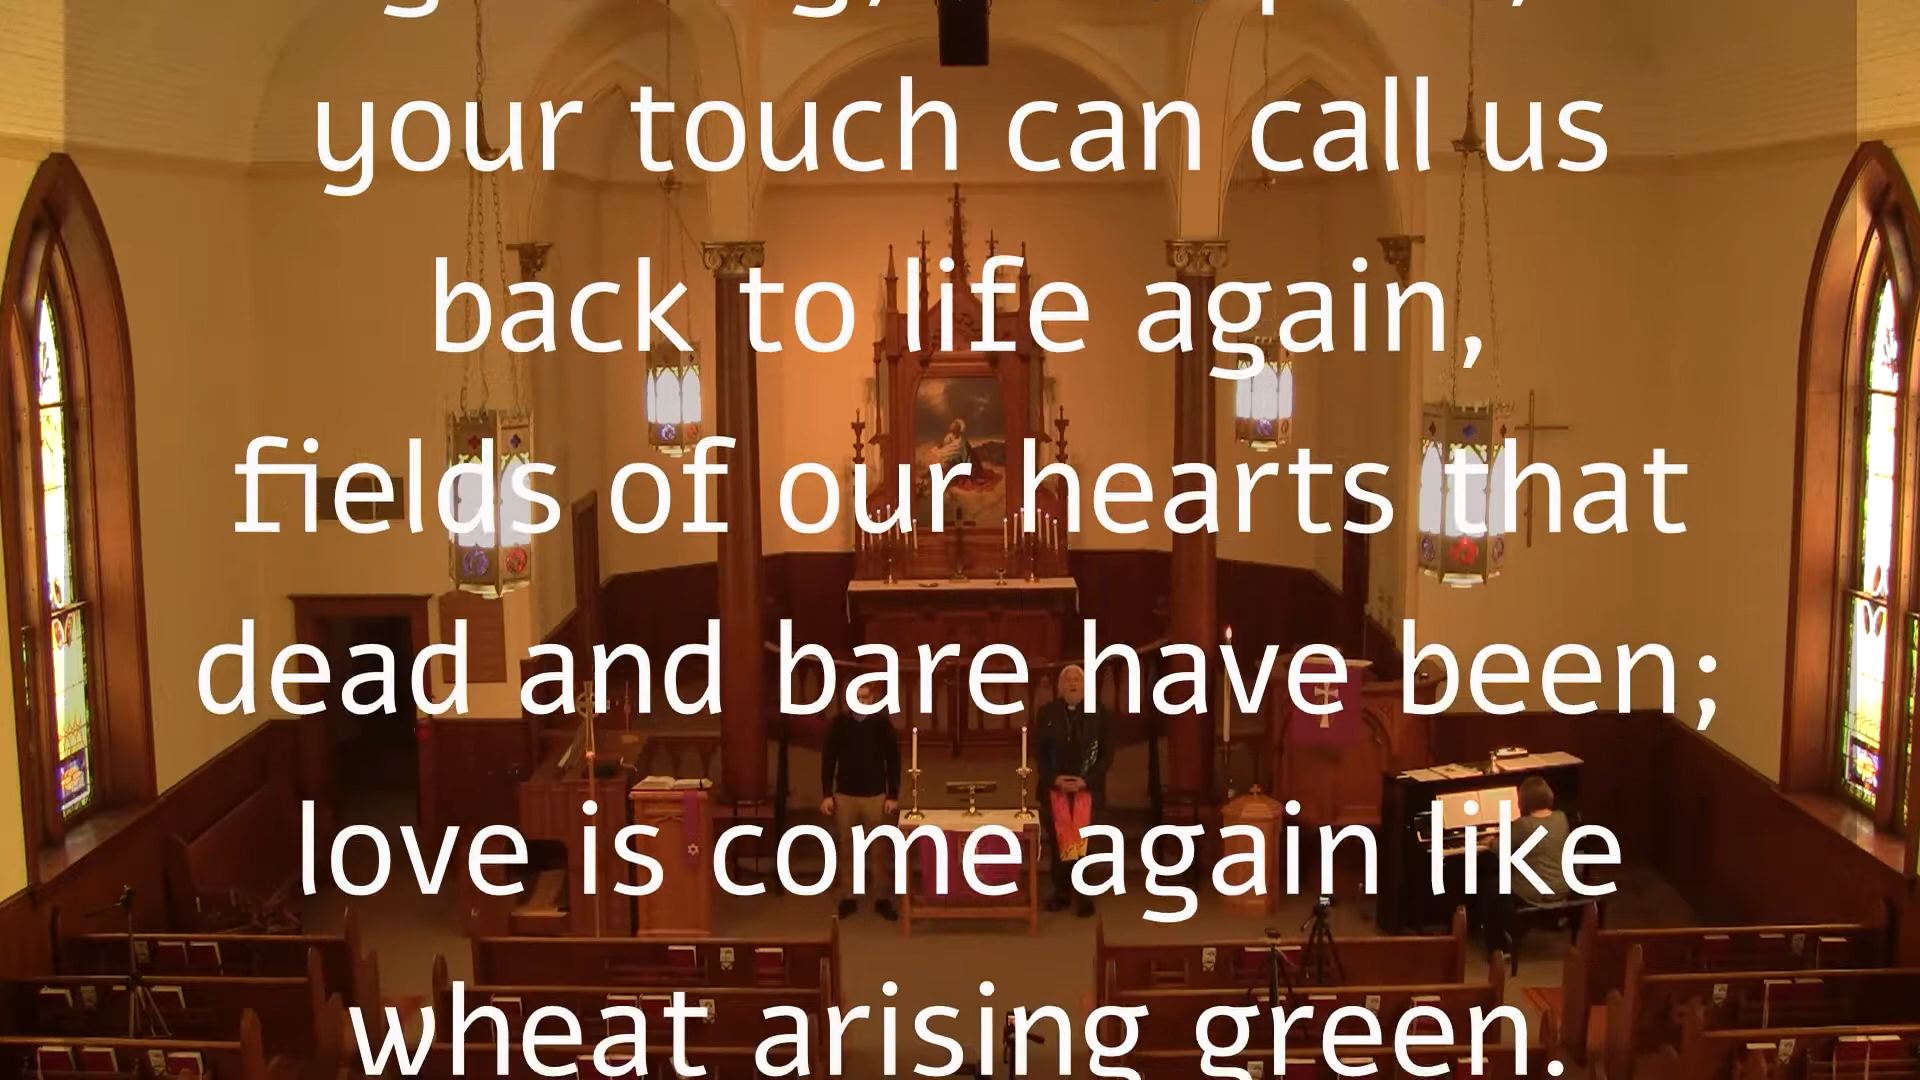 your touch can call us
back to life again,
fields of our hearts that
dead and bare have been;
love is come again like
wheat arising green.